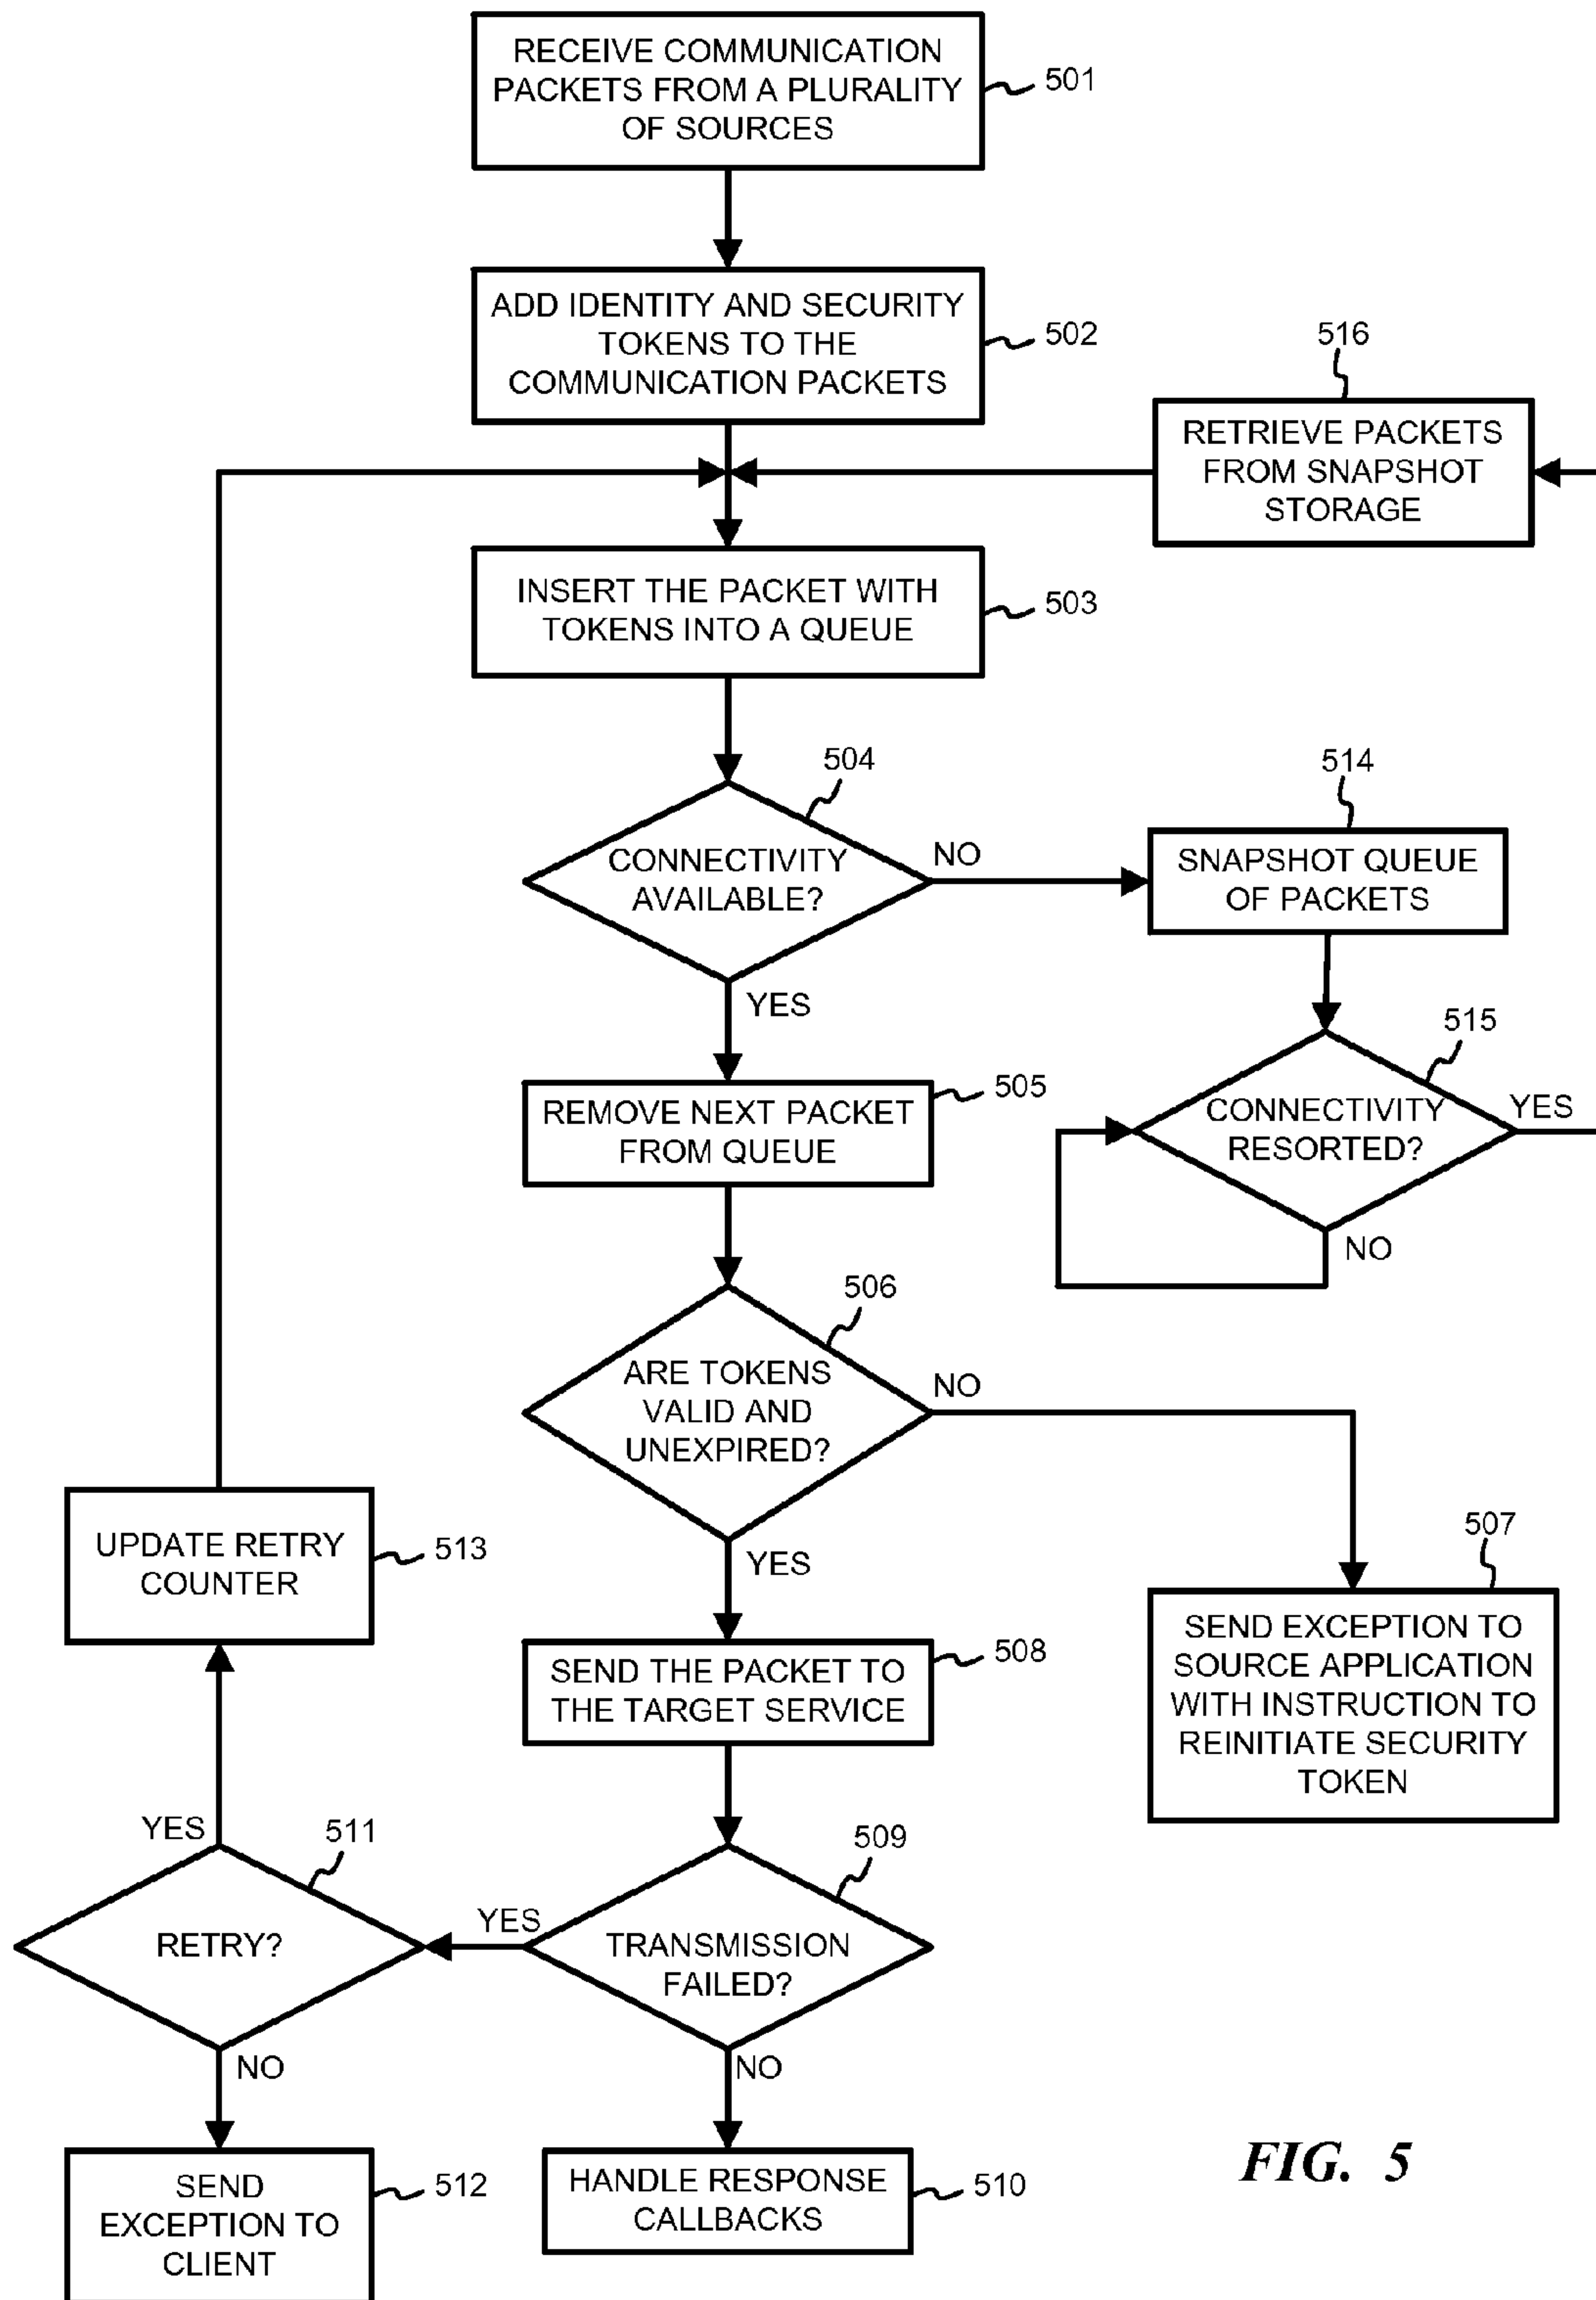 RECEIVE COMMUNICATION
PACKETS FROM A PLURALITY
OF SOURCES
501
ADD IDENTITY AND SECURITY
TOKENS TO THE
COMMUNICATION PACKETS
502
516
RETRIEVE PACKETS
FROM SNAPSHOT
STORAGE
INSERT THE PACKET WITH
TOKENS INTO A QUEUE
503
504
CONNECTIVITY
AVAILABLE?
NO
YES
514
SNAPSHOT QUEUE
OF PACKETS
515
CONNECTIVITY
RESORTED?
YES
NO
REMOVE NEXT PACKET
FROM QUEUE
505
506
ARE TOKENS
VALID AND
UNEXPIRED?
NO
YES
507
SEND EXCEPTION TO
SOURCE APPLICATION
WITH INSTRUCTION TO
REINITIATE SECURITY
TOKEN
UPDATE RETRY
COUNTER
513
SEND THE PACKET TO
THE TARGET SERVICE
508
509
TRANSMISSION
FAILED?
YES
NO
511
RETRY?
YES
NO
SEND
EXCEPTION TO
CLIENT
512
HANDLE RESPONSE
CALLBACKS
510
FIG. 5